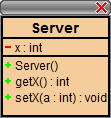 Server
- x : int
+ Server()
+ getX() : int
+ setX(a : int) : void